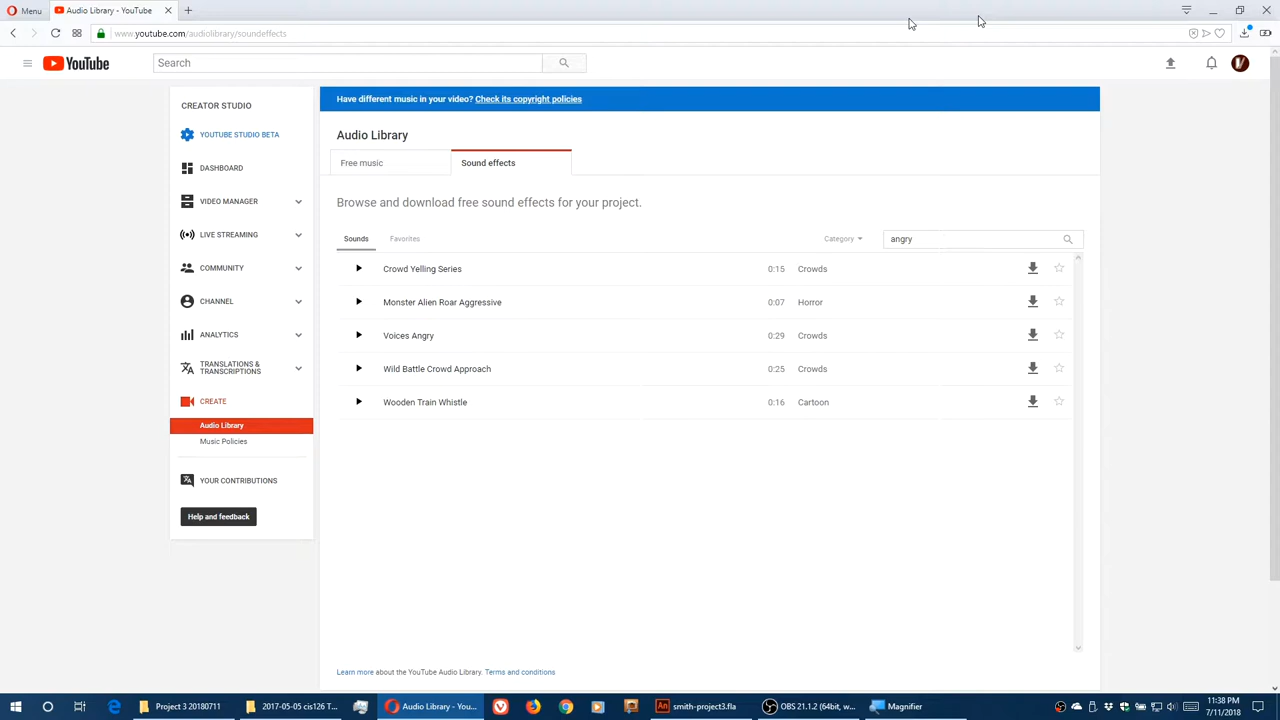 Menu
Audio Library - YouTube
www.youtube.com/audiolibrary/soundeffects
YouTube
Search
CREATOR STUDIO
YOUTUBE STUDIO BETA
DASHBOARD
VIDEO MANAGER
LIVE STREAMING
COMMUNITY
CHANNEL
ANALYTICS
TRANSLATIONS &
TRANSCRIPTIONS
CREATE
Audio Library
Music Policies
YOUR CONTRIBUTIONS
Help and feedback
Have different music in your video? Check its copyright policies
Audio Library
Free music
Sound effects
Browse and download free sound effects for your project.
Sounds
Favorites
Category
angry
Crowd Yelling Series 0:15 Crowds
Monster Alien Roar Aggressive 0:07 Horror
Voices Angry 0:29 Crowds
Wild Battle Crowd Approach 0:25 Crowds
Wooden Train Whistle 0:16 Cartoon
Learn more about the YouTube Audio Library. Terms and conditions
Project 3 20180711
2017-05-05 cis126 T...
Audio Library - You...
An
smith-project3.fla
OBS 21.1.2 (64bit, w...
Magnifier
11:38 PM
7/11/2018